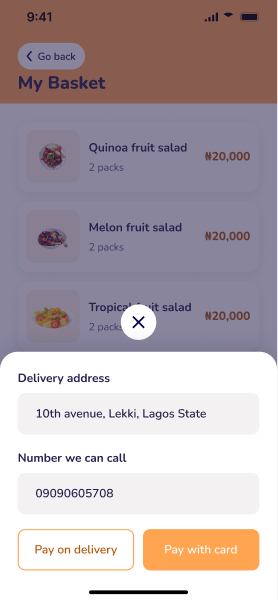 9:41
Go back
My Basket
Quinoa fruit salad
2 packs
₦20,000
Melon fruit salad
2 packs
₦20,000
Tropical fruit salad
2 packs
₦20,000
Delivery address
10th avenue, Lekki, Lagos State
Number we can call
09090605708
Pay on delivery
Pay with card